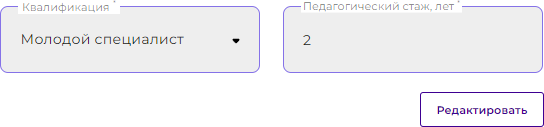 Квалификация * Педагогический стаж, лет *
Молодой специалист 2
Редактировать